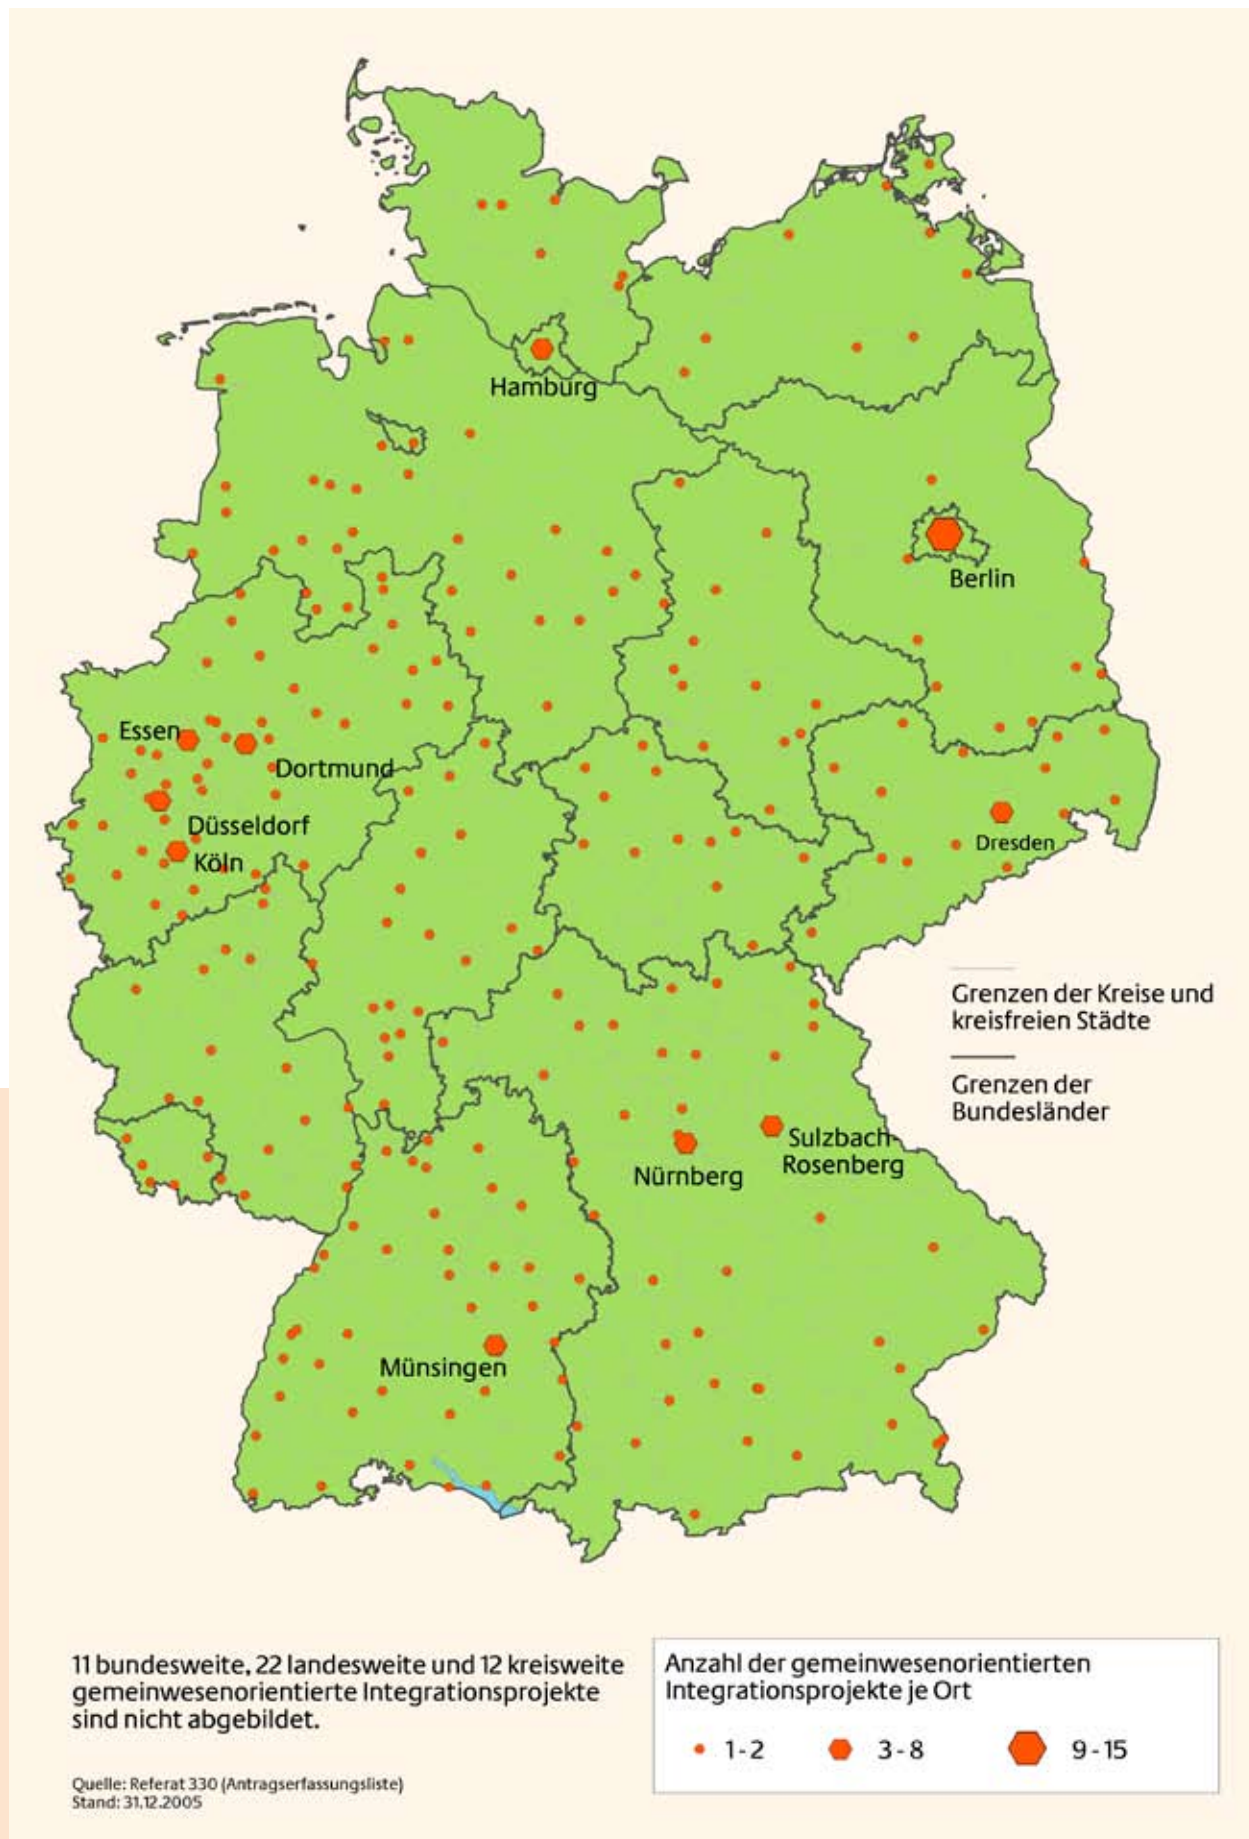 Hamburg
Berlin
Essen
Dortmund
Düsseldorf
Köln
Dresden
Grenzen der Kreise und
kreisfreien Städte
Grenzen der
Bundesländer
Sulzbach-
Rosenberg
Nürnberg
Münsingen
11 bundesweite, 22 landesweite und 12 kreisweite
gemeinwesenorientierte Integrationsprojekte
sind nicht abgebildet.
Quelle: Referat 330 (Antragserfassungsliste)
Stand: 31.12.2005
Anzahl der gemeinwesenorientierten
Integrationsprojekte je Ort
1-2 3-8 9-15